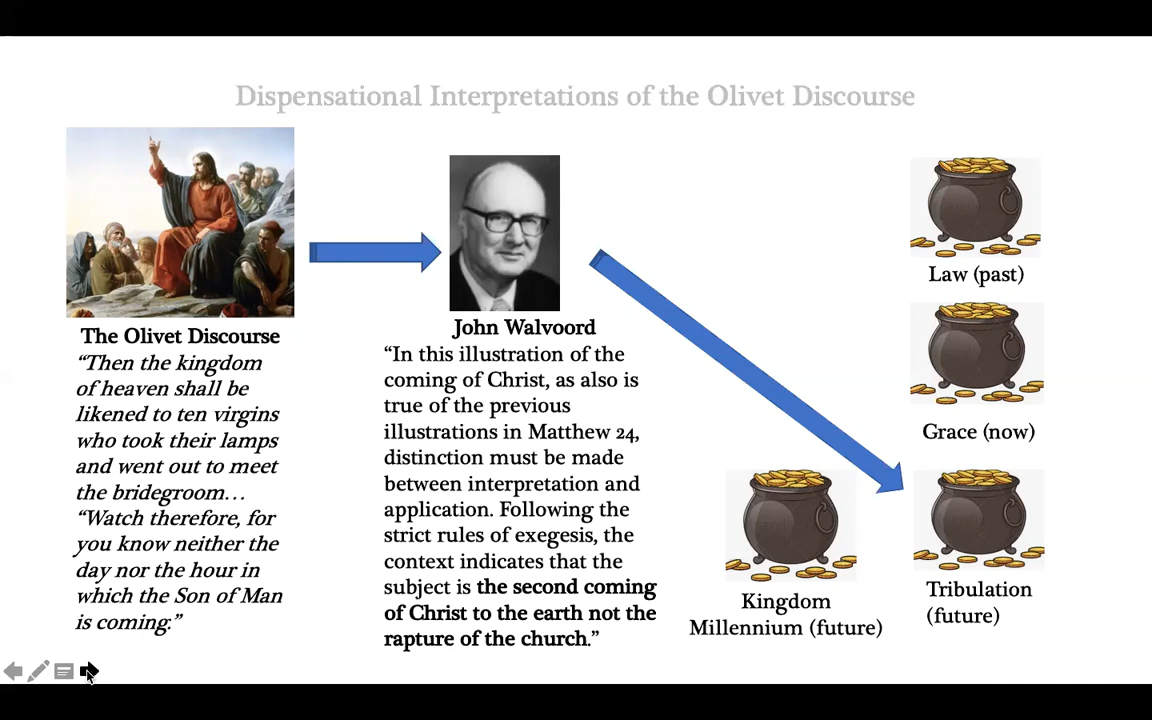 Dispensational Interpretations of the Olivet Discourse
The Olivet Discourse
“Then the kingdom
of heaven shall be
likened to ten virgins
who took their lamps
and went out to meet
the bridegroom…
“Watch therefore, for
you know neither the
day nor the hour in
which the Son of Man
is coming.”
John Walvoord
“In this illustration of the
coming of Christ, as also is
true of the previous
illustrations in Matthew 24,
distinction must be made
between interpretation and
application. Following the
strict rules of exegesis, the
context indicates that the
subject is the second coming
of Christ to the earth not the
rapture of the church.”
Law (past)
Grace (now)
Tribulation
(future)
Kingdom
Millennium (future)